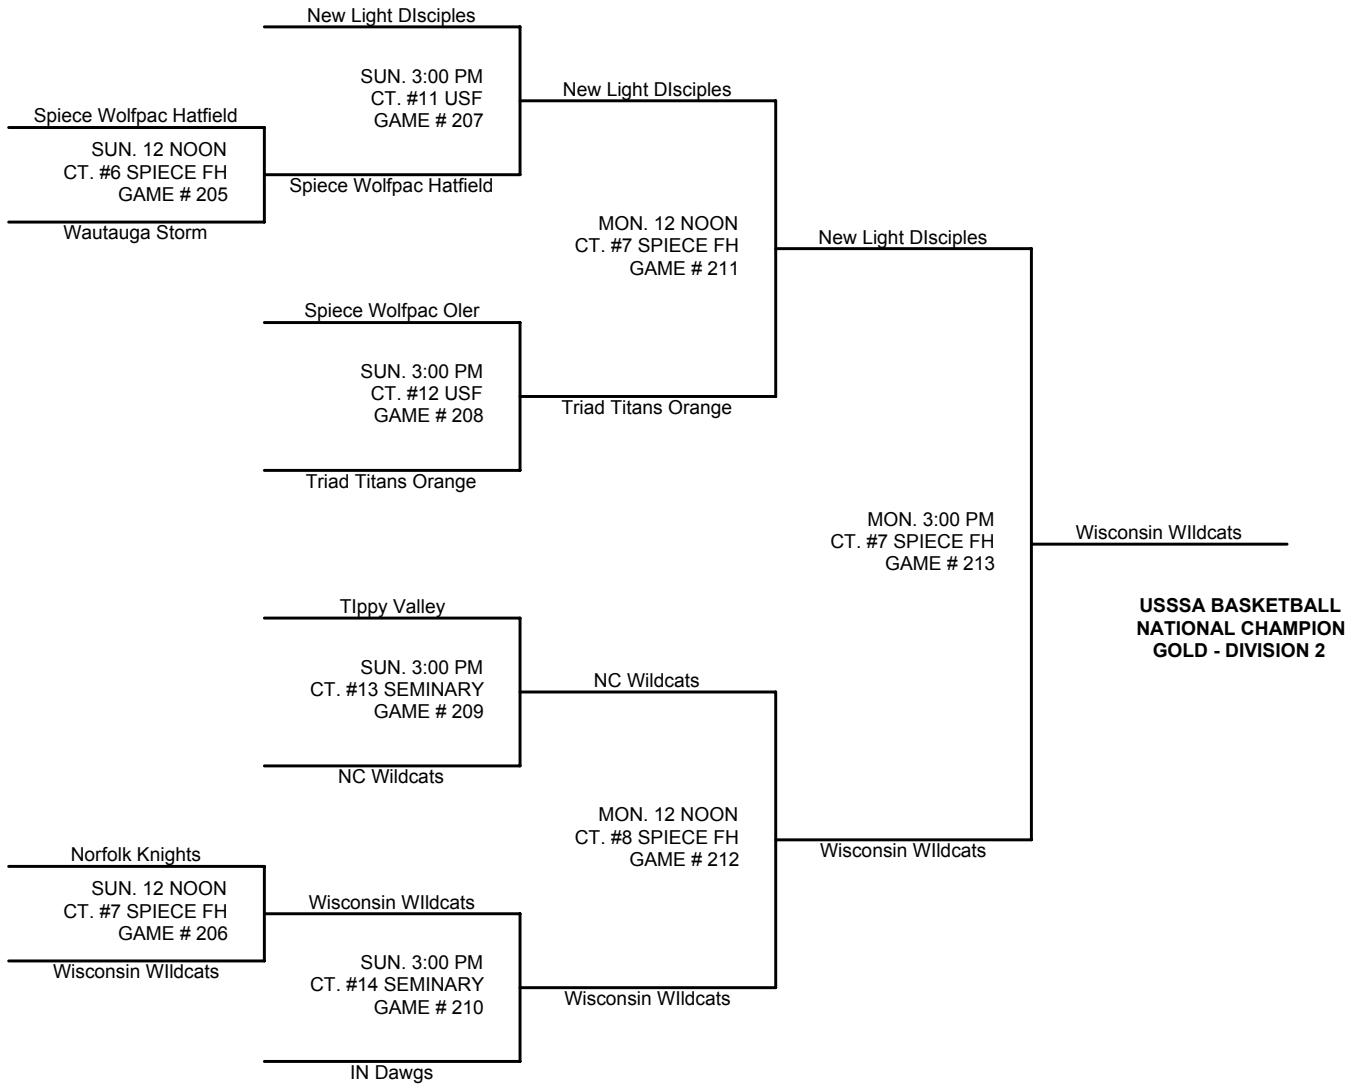 New Light DIsciples
SUN. 3:00 PM
CT. #11 USF
GAME # 207
New Light DIsciples
Spiece Wolfpac Hatfield
SUN. 12 NOON
CT. #6 SPIECE FH
GAME # 205
Spiece Wolfpac Hatfield
Wautauga Storm
MON. 12 NOON
CT. #7 SPIECE FH
GAME # 211
New Light DIsciples
Spiece Wolfpac Oler
SUN. 3:00 PM
CT. #12 USF
GAME # 208
Triad Titans Orange
Triad Titans Orange
MON. 3:00 PM
CT. #7 SPIECE FH
GAME # 213
Wisconsin WIldcats
USSSA BASKETBALL
NATIONAL CHAMPION
GOLD - DIVISION 2
TIppy Valley
SUN. 3:00 PM
CT. #13 SEMINARY
GAME # 209
NC Wildcats
NC Wildcats
MON. 12 NOON
CT. #8 SPIECE FH
GAME # 212
Wisconsin WIldcats
Norfolk Knights
SUN. 12 NOON
CT. #7 SPIECE FH
GAME # 206
Wisconsin WIldcats
Wisconsin WIldcats
SUN. 3:00 PM
CT. #14 SEMINARY
GAME # 210
Wisconsin WIldcats
IN Dawgs